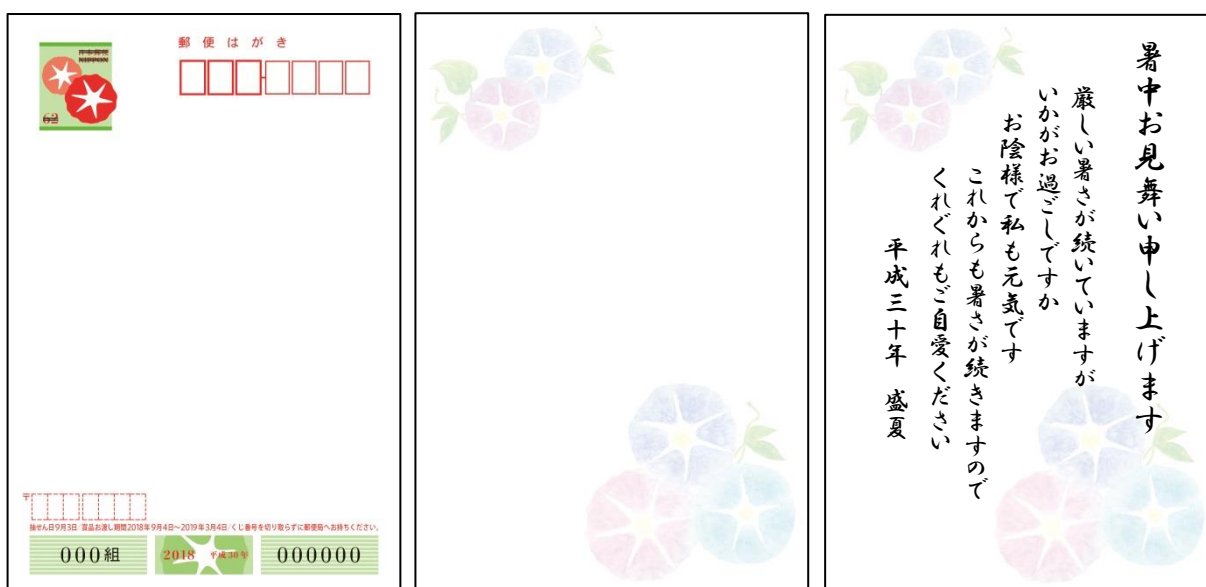 日本郵便
NIPPON
62
郵便はがき
〒
抽せん日9月3日/賞品お渡し期間2018年9月4日～2019年3月4日/くじ番号を切り取らずに郵便局へお持ちください。
000組
2018 平成30年
000000
暑中お見舞い申し上げます
厳しい暑さが続いていますが
いかがお過ごしですか
お陰様で私も元気です
これからも暑さが続きますので
くれぐれもご自愛ください
平成三十年 盛夏